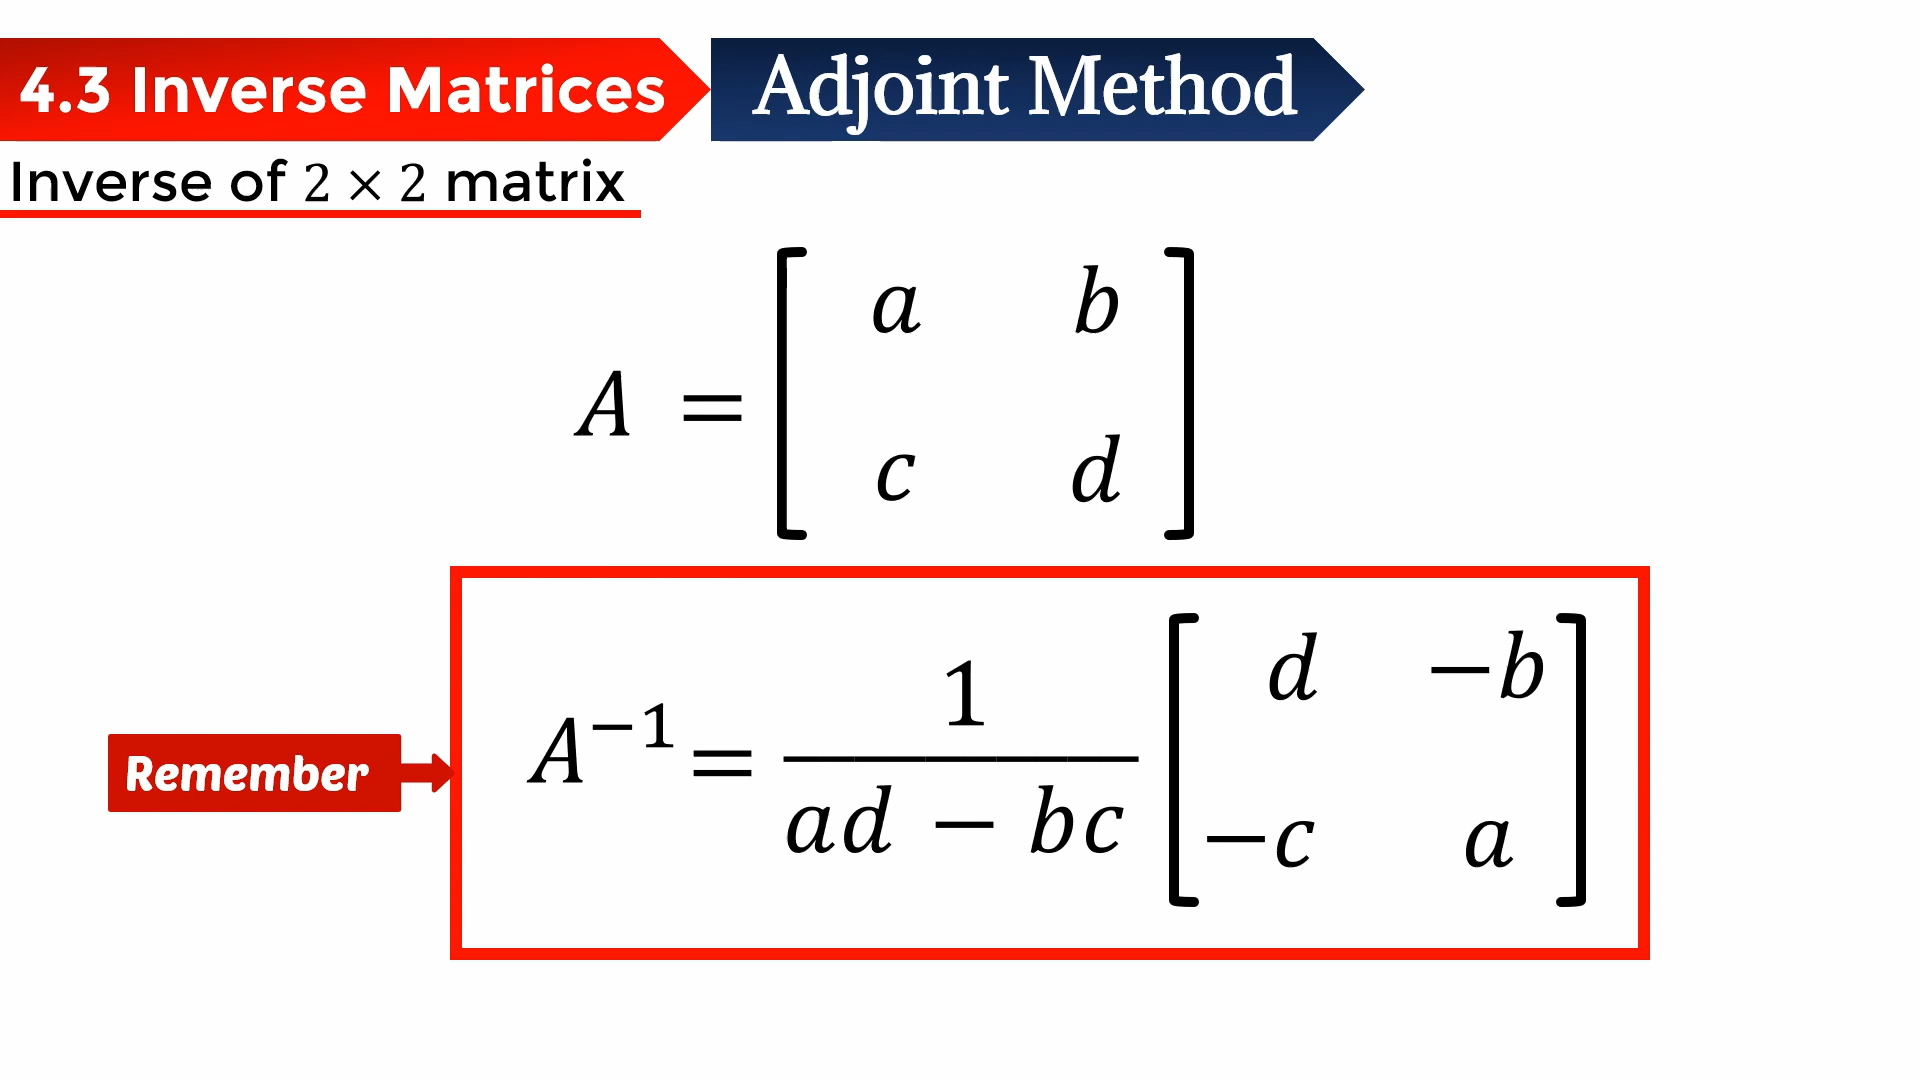 4.3 Inverse Matrices Adjoint Method
Inverse of 2 × 2 matrix
a b
A =
c d
d −b
1
A⁻¹ =
Remember
ad − bc
−c a